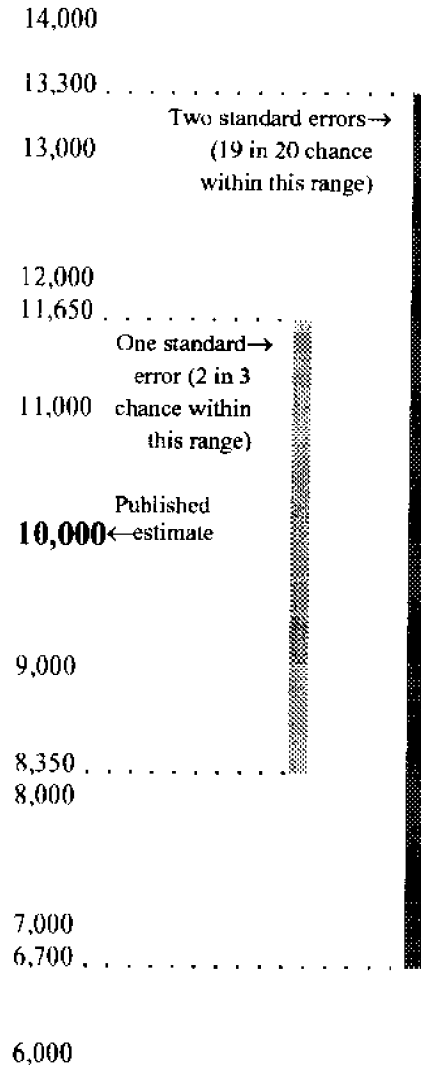 14,000
13,300 . . . . . . . . . . . . .
Two standard errors→
13,000 (19 in 20 chance
within this range)
12,000
11,650 . . . . . . . . .
One standard→
error (2 in 3
11,000 chance within
this range)
Published
10,000←estimate
9,000
8,350 . . . . . . . . . .
8,000
7,000
6,700 . . . . . . . . . . . . . .
6,000